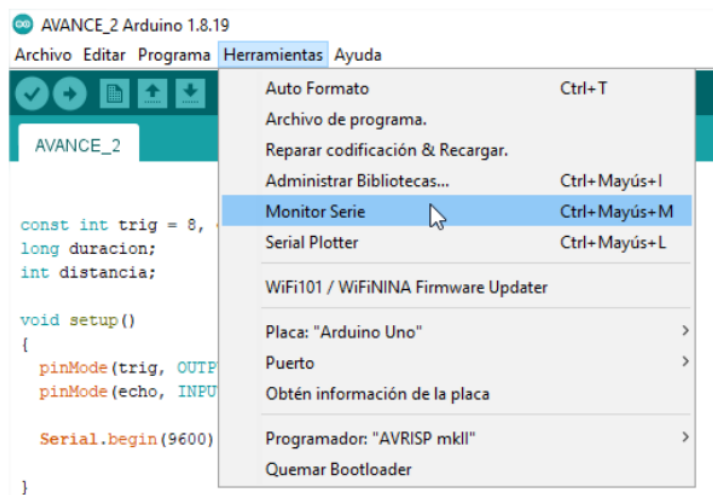 AVANCE_2 Arduino 1.8.19
Archivo Editar Programa Herramientas Ayuda
AVANCE_2
const int trig = 8,
long duracion;
int distancia;
void setup()
{
pinMode(trig, OUTP
pinMode(echo, INPU
Serial.begin(9600)
}
Auto Formato Ctrl+T
Archivo de programa.
Reparar codificación & Recargar.
Administrar Bibliotecas... Ctrl+Mayús+I
Monitor Serie Ctrl+Mayús+M
Serial Plotter Ctrl+Mayús+L
WiFi101 / WiFiNINA Firmware Updater
Placa: "Arduino Uno"
Puerto
Obtén información de la placa
Programador: "AVRISP mkII"
Quemar Bootloader